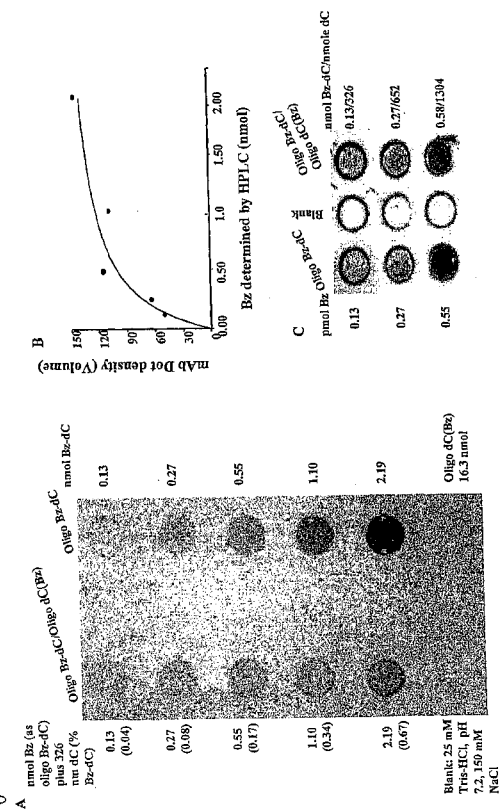 A
nmol Bz (as
oligo Bz-dC)
plus 326
nm dC (%
Bz-dC)
Oligo Bz-dC/Oligo dC(Bz)
Oligo Bz-dC
nmol Bz-dC
0.13
(0.04)
0.13
0.27
(0.08)
0.27
0.55
(0.17)
0.55
1.10
(0.34)
1.10
2.19
(0.67)
2.19
Blank: 25 mM
Tris-HCl, pH
7.2, 150 mM
NaCl
Oligo dC(Bz)
16.3 nmol
B
mAb Dot density (Volume)
150
120
90
60
30
0
0.00
0.50
1.0
1.50
2.00
Bz determined by HPLC (nmol)
C
pmol Bz
Oligo Bz-dC
Blank
Oligo Bz-dC/
Oligo dC(Bz)
nmol Bz-dC/nmole dC
0.13
0.13/326
0.27
0.27/652
0.55
0.58/1304